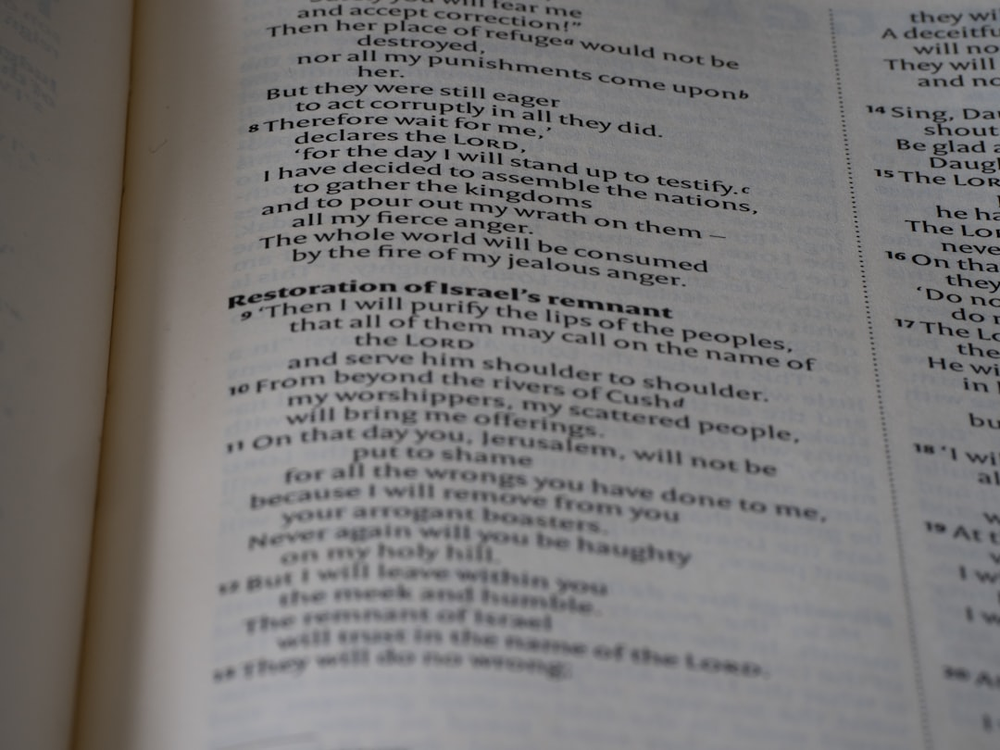 Surely you will fear me
and accept correction!”
Then her place of refugea would not be
destroyed,
nor all my punishments come uponb
her.
But they were still eager
to act corruptly in all they did.
8 Therefore wait for me,’
declares the LORD,
‘for the day I will stand up to testify.c
I have decided to assemble the nations,
to gather the kingdoms
and to pour out my wrath on them –
all my fierce anger.
The whole world will be consumed
by the fire of my jealous anger.
Restoration of Israel’s remnant
9 ‘Then I will purify the lips of the peoples,
that all of them may call on the name of
the LORD
and serve him shoulder to shoulder.
10 From beyond the rivers of Cushd
my worshippers, my scattered people,
will bring me offerings.
11 On that day you, Jerusalem, will not be
put to shame
for all the wrongs you have done to me,
because I will remove from you
your arrogant boasters.
Never again will you be haughty
on my holy hill.
12 But I will leave within you
the meek and humble.
The remnant of Israel
will trust in the name of the LORD.
13 They will do no wrong;
they wi
A deceitfu
will no
They will
and no
14 Sing, Dau
shout
Be glad a
Daugh
15 The LOR
he ha
The Lor
neve
16 On tha
they
‘Do no
do n
17 The Lo
the
He wi
in
bu
18 ‘I wi
al
w
19 At t
I w
I w
20 At
I